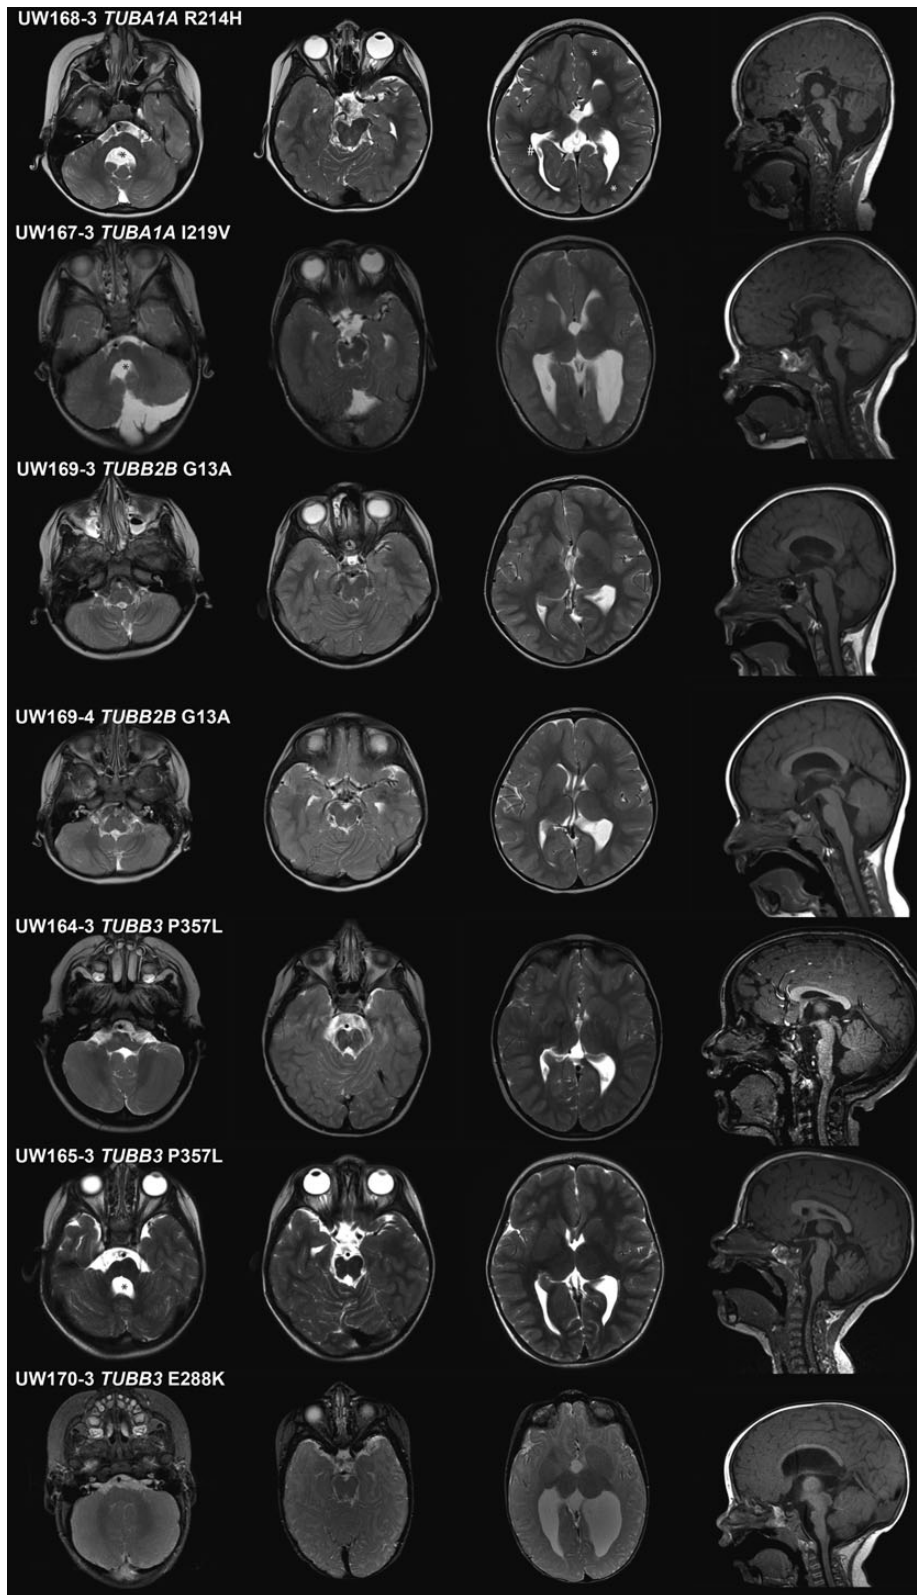 UW168-3 TUBA1A R214H
*
*
#
*
UW167-3 TUBA1A I219V
*
UW169-3 TUBB2B G13A
UW169-4 TUBB2B G13A
UW164-3 TUBB3 P357L
UW165-3 TUBB3 P357L
*
UW170-3 TUBB3 E288K